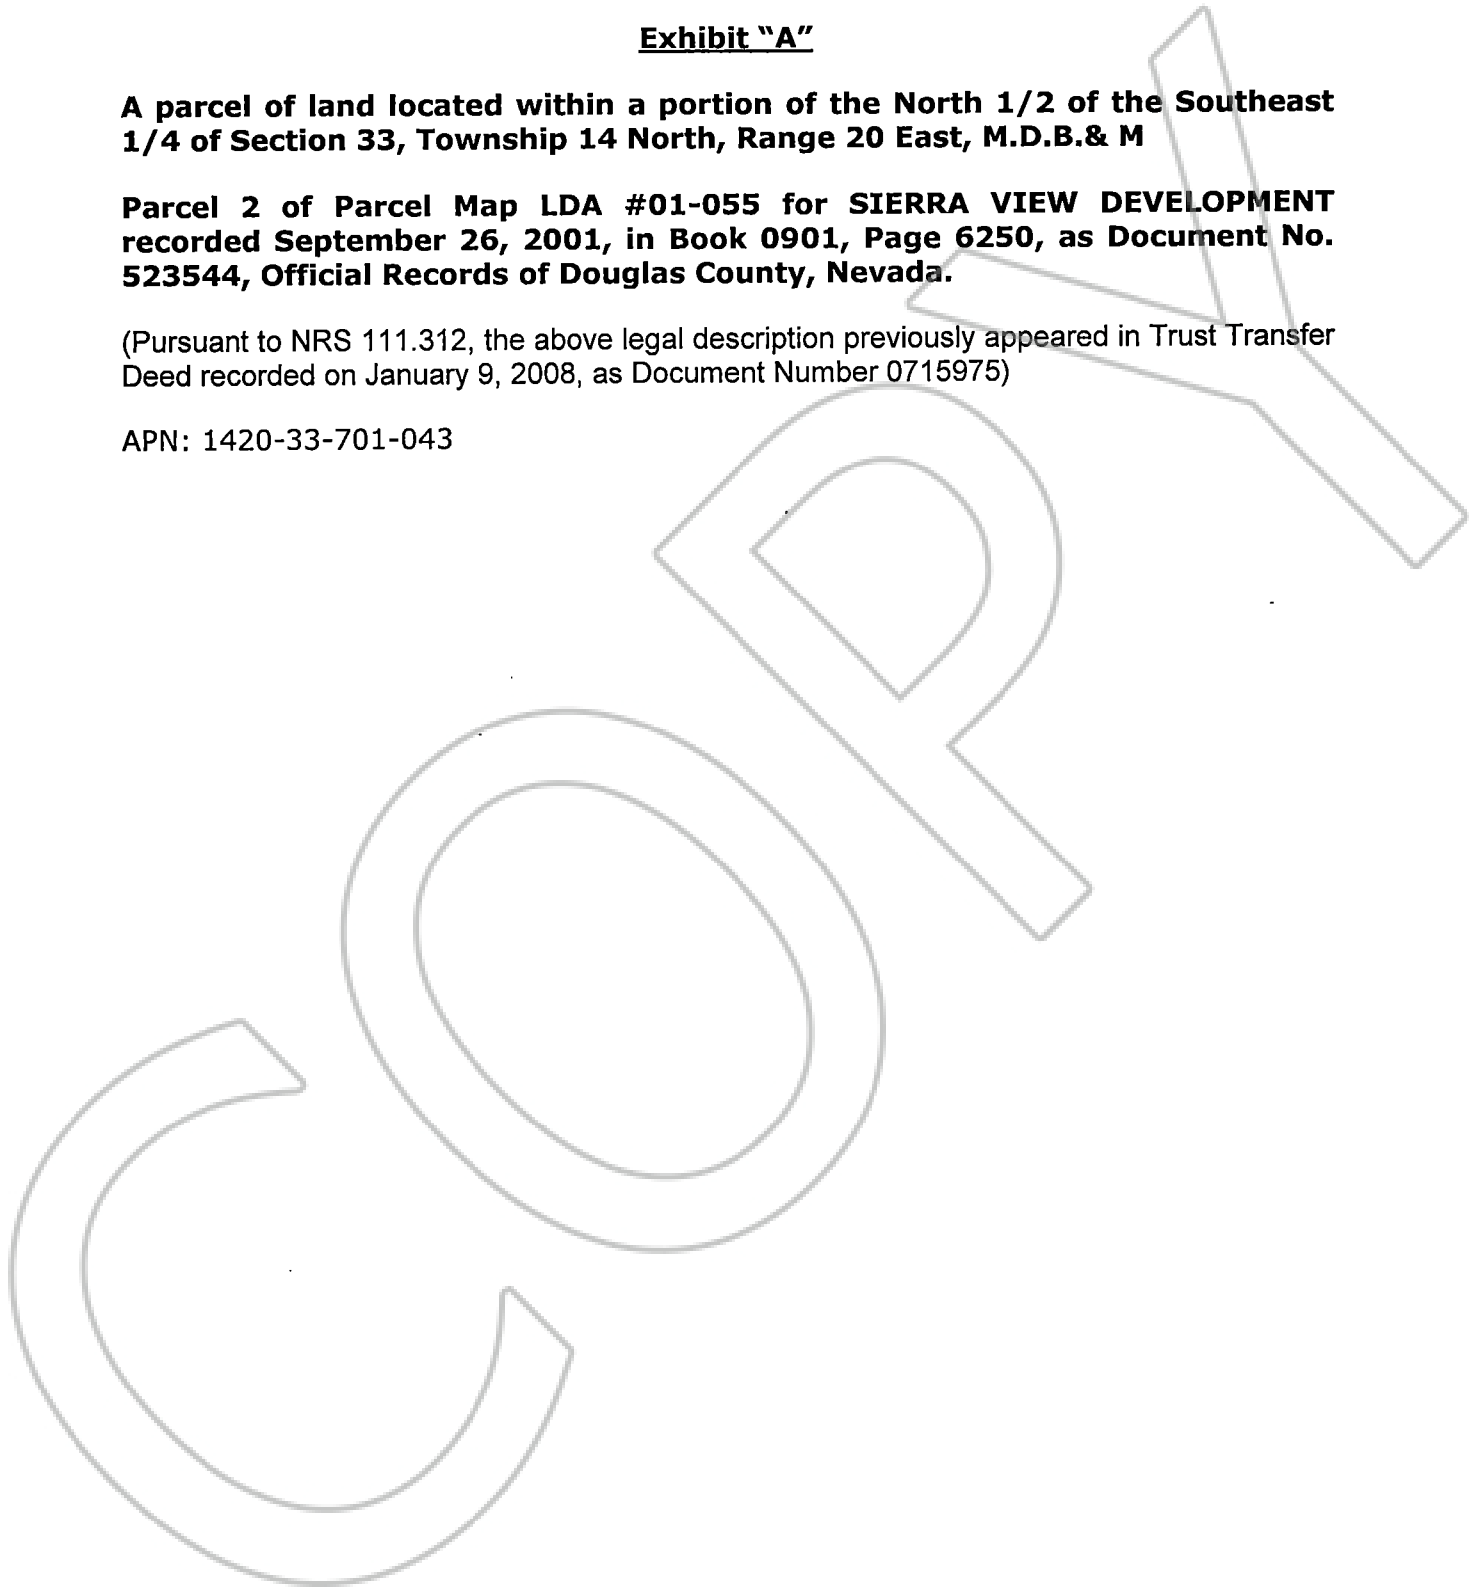 Exhibit “A”
A parcel of land located within a portion of the North 1/2 of the Southeast
1/4 of Section 33, Township 14 North, Range 20 East, M.D.B.& M
Parcel 2 of Parcel Map LDA #01-055 for SIERRA VIEW DEVELOPMENT
recorded September 26, 2001, in Book 0901, Page 6250, as Document No.
523544, Official Records of Douglas County, Nevada.
(Pursuant to NRS 111.312, the above legal description previously appeared in Trust Transfer
Deed recorded on January 9, 2008, as Document Number 0715975)
APN: 1420-33-701-043
COPY